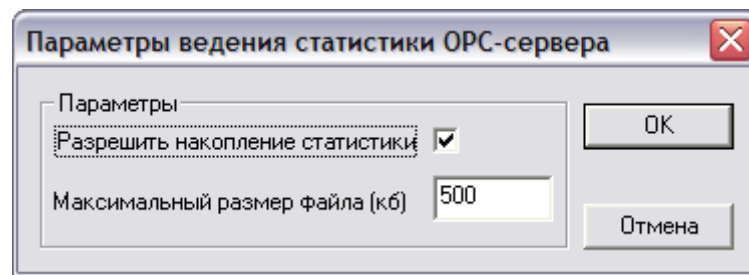 Параметры ведения статистики OPC-сервера
Параметры
Разрешить накопление статистики
OK
Максимальный размер файла (кб)
500
Отмена